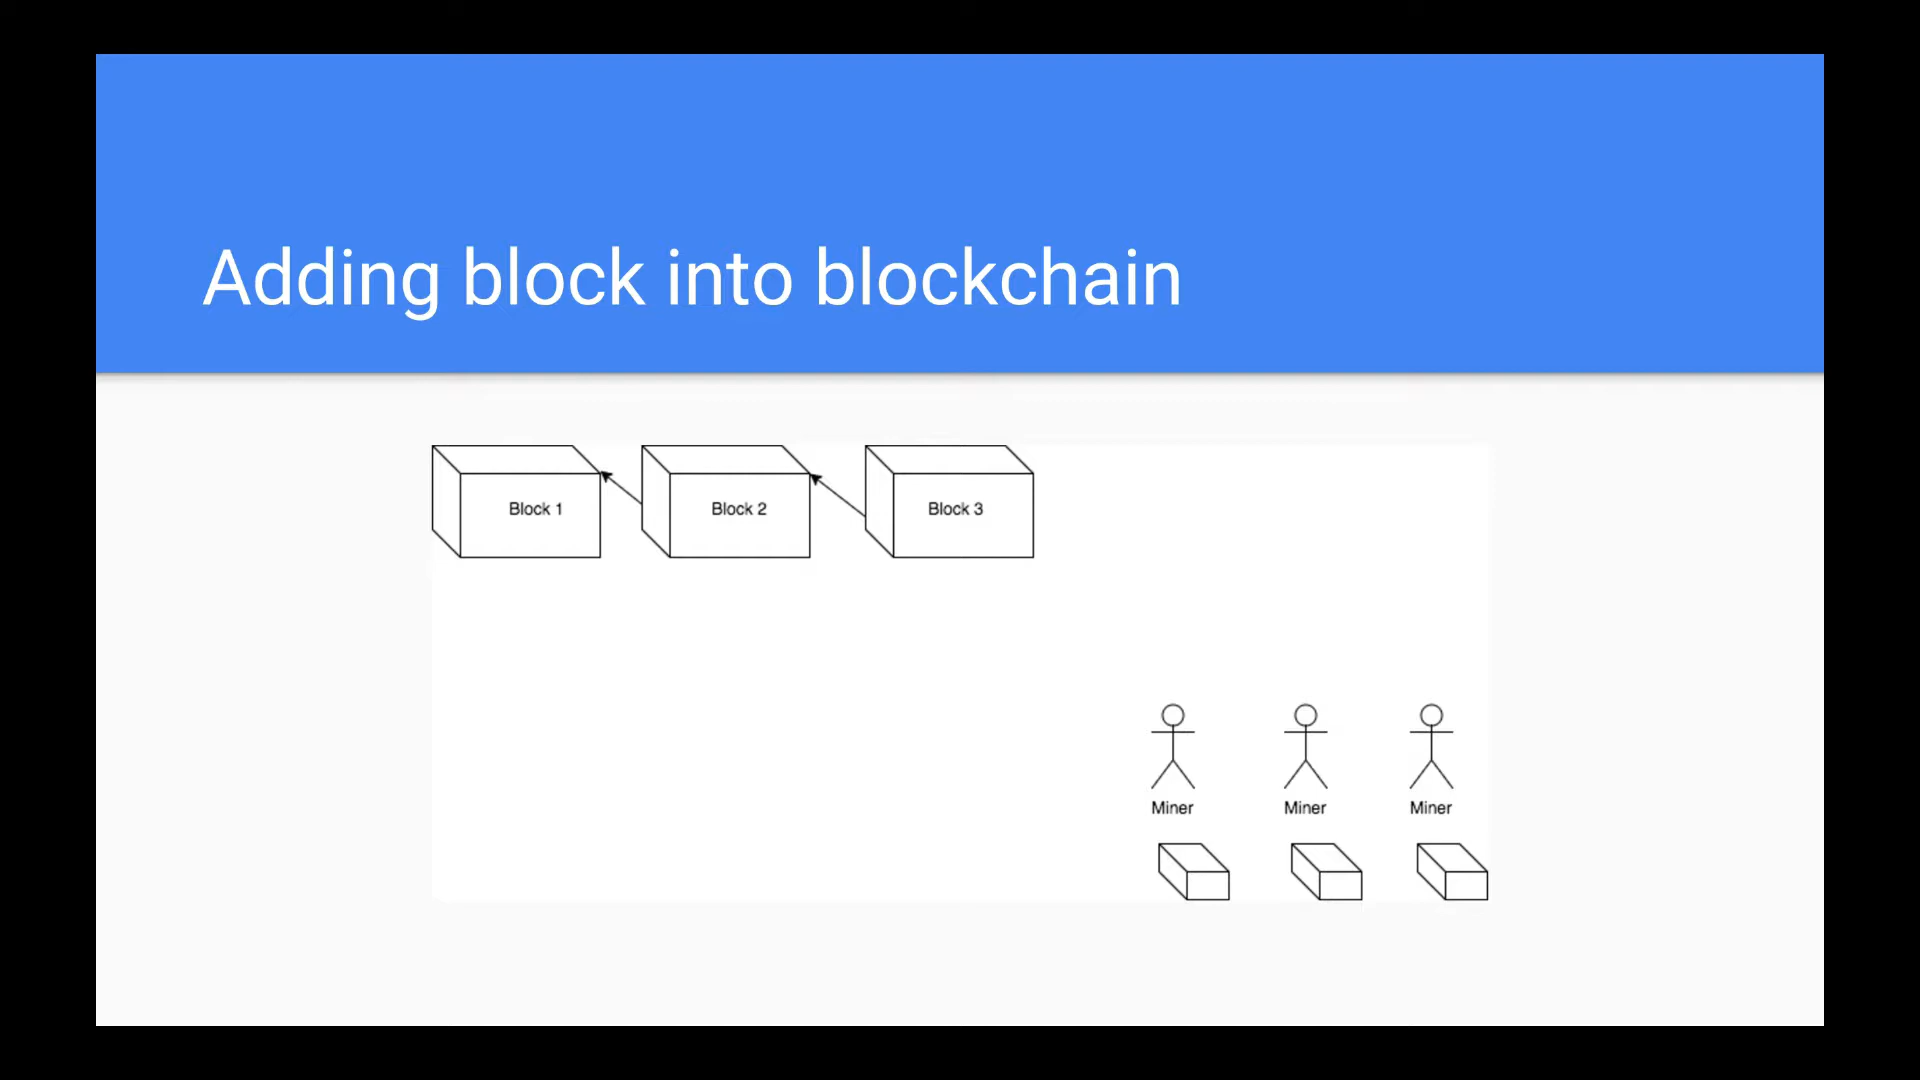 Adding block into blockchain
Block 1
Block 2
Block 3
Miner
Miner
Miner